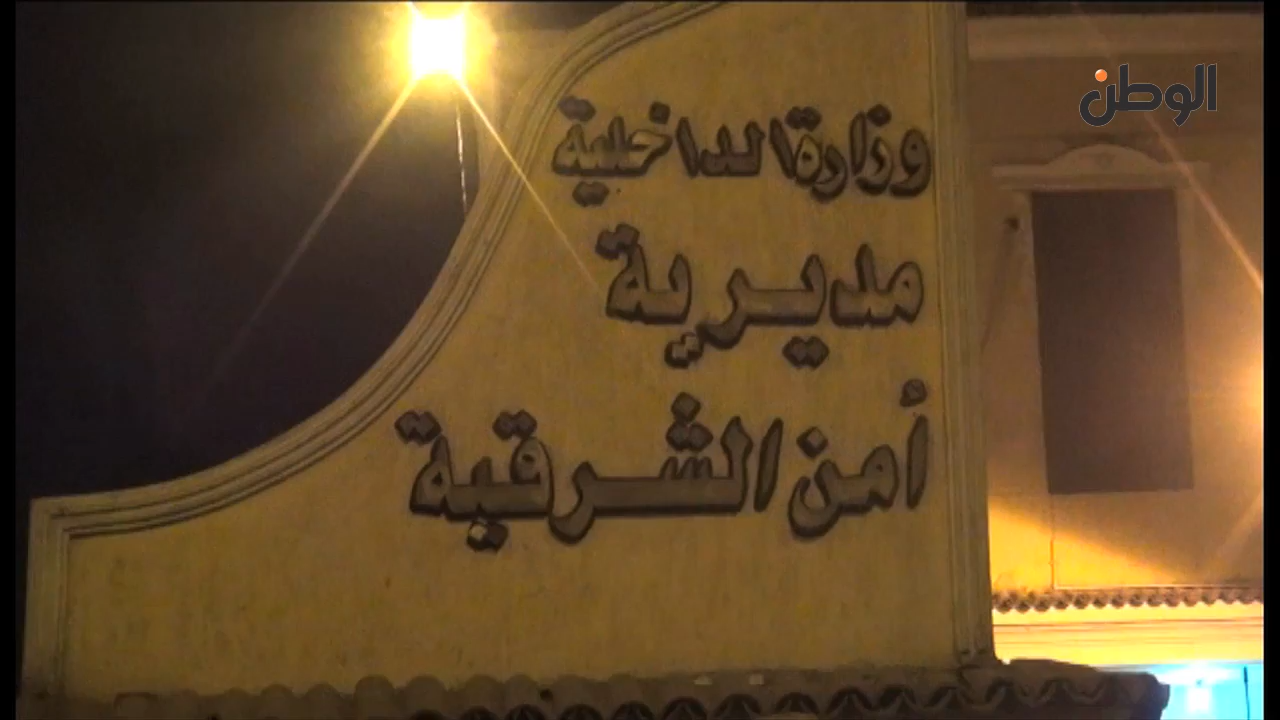 الوطن
وزارة الداخلية
مديرية
أمن الشرقية